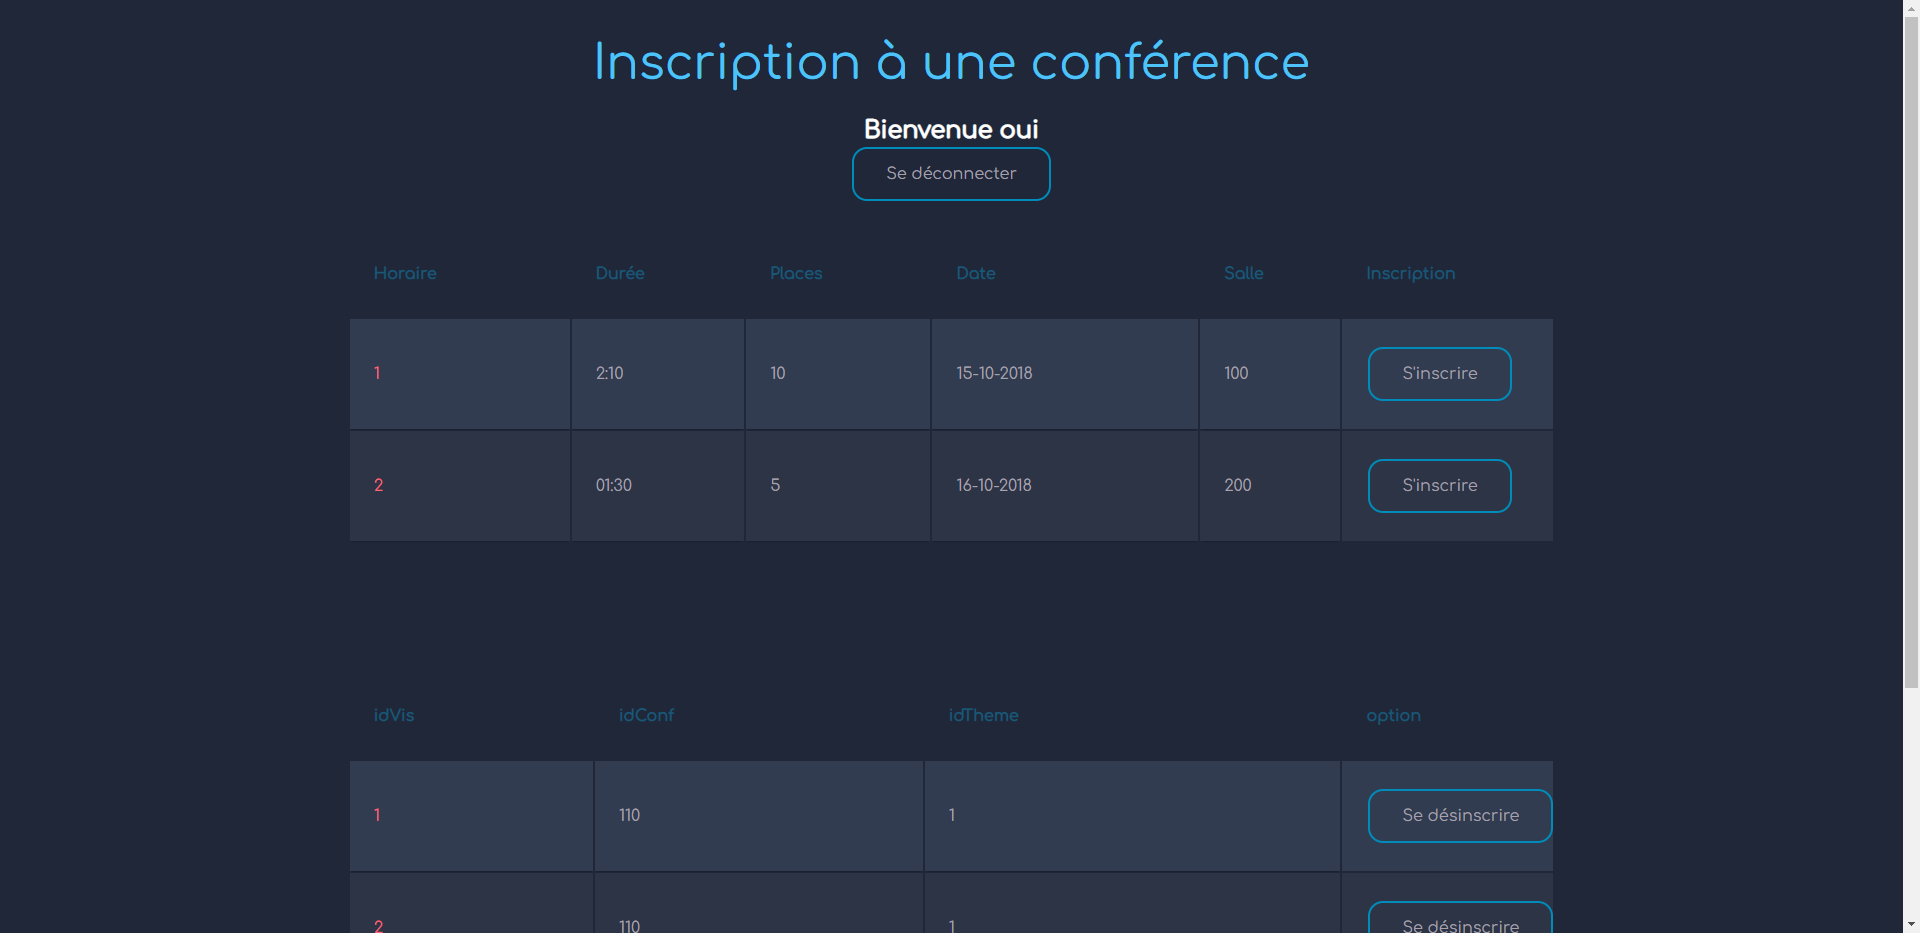 Inscription à une conférence
Bienvenue oui
Se déconnecter
Horaire Durée Places Date Salle Inscription
1 2:10 10 15-10-2018 100 S'inscrire
2 01:30 5 16-10-2018 200 S'inscrire
idVis idConf idTheme option
1 110 1 Se désinscrire
2 110 1 Se désinscrire